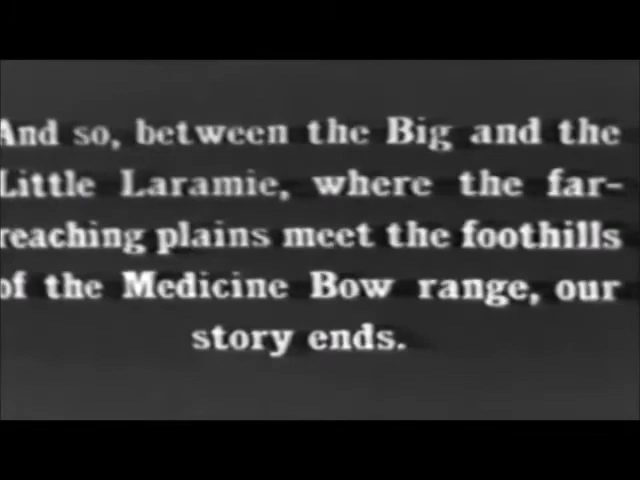 And so, between the Big and the
Little Laramie, where the far-
reaching plains meet the foothills
of the Medicine Bow range, our
story ends.